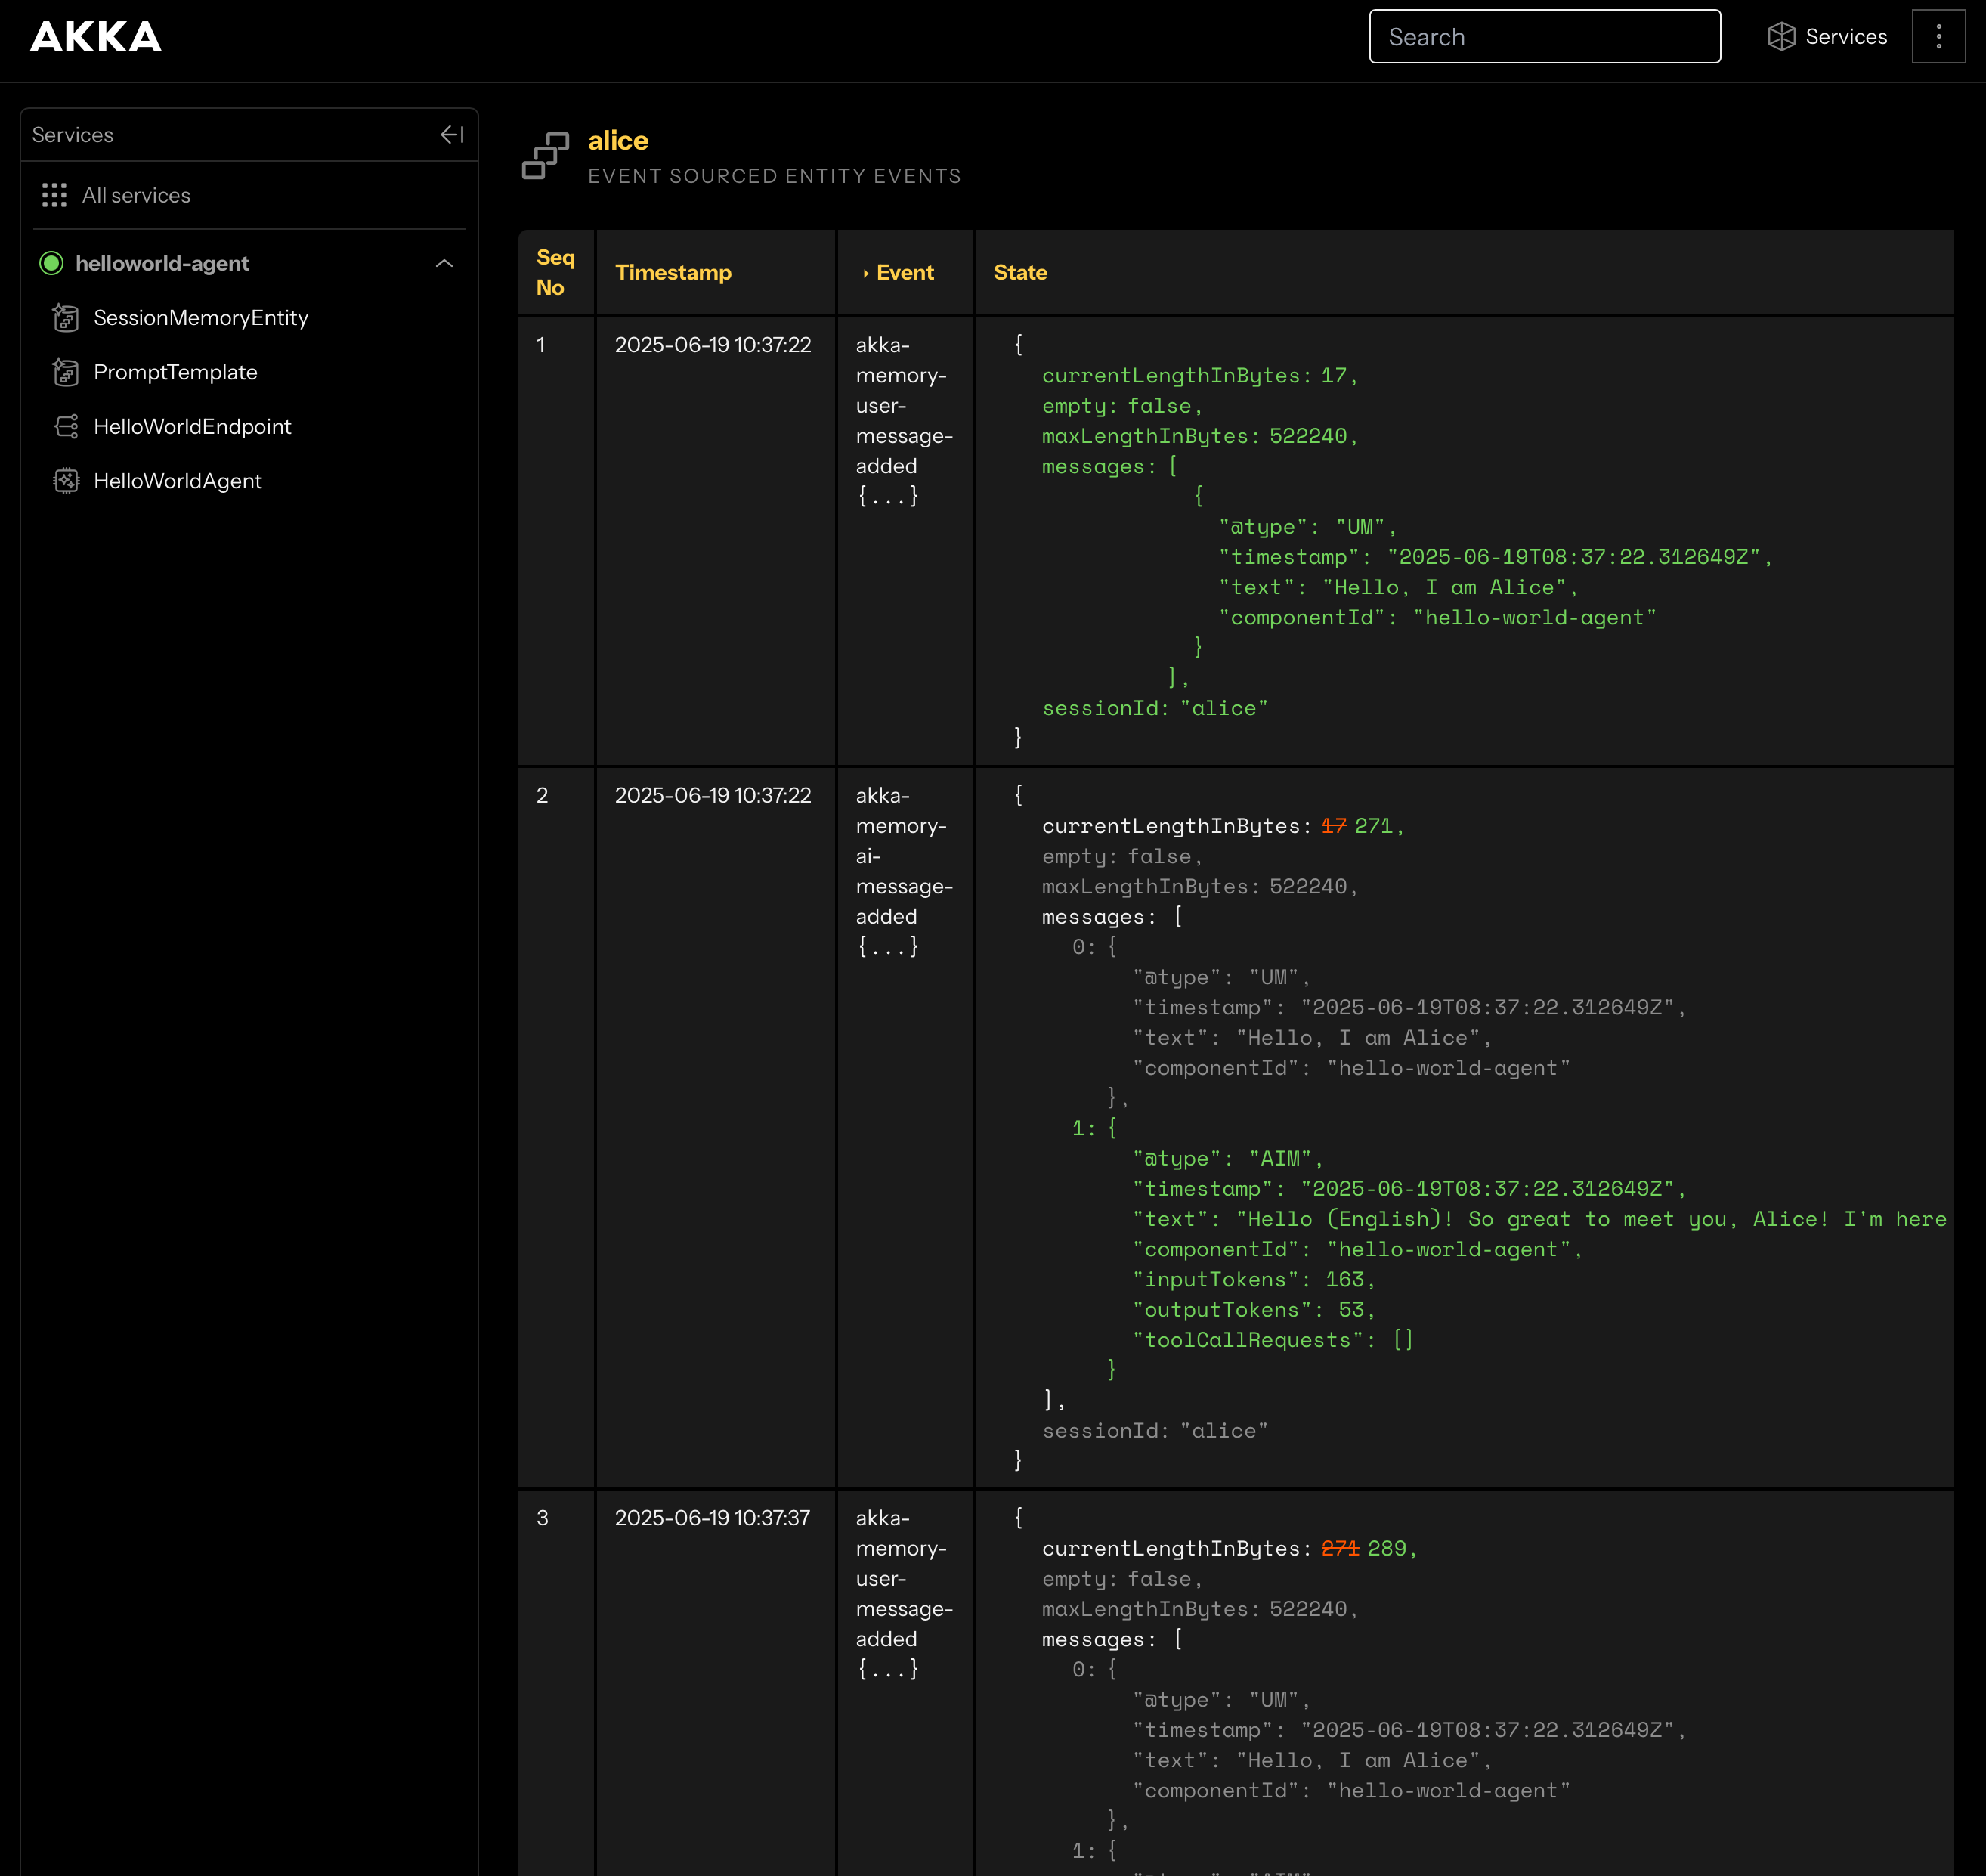 AKKA
Search
Services
Services
All services
helloworld-agent
SessionMemoryEntity
PromptTemplate
HelloWorldEndpoint
HelloWorldAgent
alice
EVENT SOURCED ENTITY EVENTS
Seq No
Timestamp
Event
State
1
2025-06-19 10:37:22
akka-
memory-
user-
message-
added
{...}
{
currentLengthInBytes: 17,
empty: false,
maxLengthInBytes: 522240,
messages: [
{
"@type": "UM",
"timestamp": "2025-06-19T08:37:22.312649Z",
"text": "Hello, I am Alice",
"componentId": "hello-world-agent"
}
],
sessionId: "alice"
}
2
2025-06-19 10:37:22
akka-
memory-
ai-
message-
added
{...}
{
currentLengthInBytes: 17 271,
empty: false,
maxLengthInBytes: 522240,
messages: [
0: {
"@type": "UM",
"timestamp": "2025-06-19T08:37:22.312649Z",
"text": "Hello, I am Alice",
"componentId": "hello-world-agent"
},
1: {
"@type": "AIM",
"timestamp": "2025-06-19T08:37:22.312649Z",
"text": "Hello (English)! So great to meet you, Alice! I'm here
"componentId": "hello-world-agent",
"inputTokens": 163,
"outputTokens": 53,
"toolCallRequests": []
}
],
sessionId: "alice"
}
3
2025-06-19 10:37:37
akka-
memory-
user-
message-
added
{...}
{
currentLengthInBytes: 271 289,
empty: false,
maxLengthInBytes: 522240,
messages: [
0: {
"@type": "UM",
"timestamp": "2025-06-19T08:37:22.312649Z",
"text": "Hello, I am Alice",
"componentId": "hello-world-agent"
},
1: {